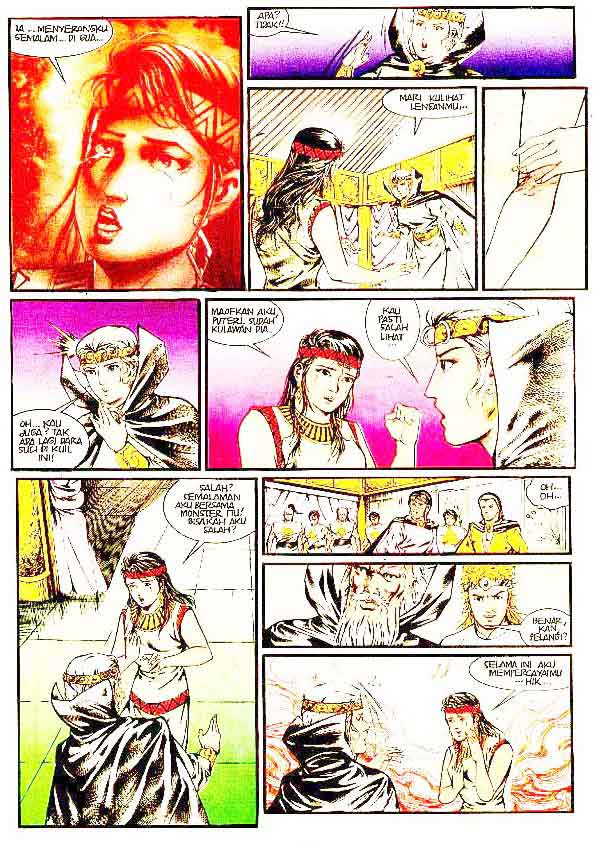 IA... MENYERANGKU
SEMALAM... DI GUA...
APA?
TIDAK!!
MARI KULIHAT
LENGANMU...
OH... KAU
JUGA? TAK
ADA LAGI DARA
SUCI DI KUIL
INI!
MAAFKAN AKU,
PUTERI. SUDAH
KULAWAN DIA.
KAU
PASTI
SALAH
LIHAT
...
SALAH?
SEMALAMAN
AKU BERSAMA
MONSTER ITU!
BISAKAH AKU
SALAH?
OH...
OH...
BENAR,
KAN
PELANGI?
SELAMA INI AKU
MEMPERCAYAIMU
...HIK...